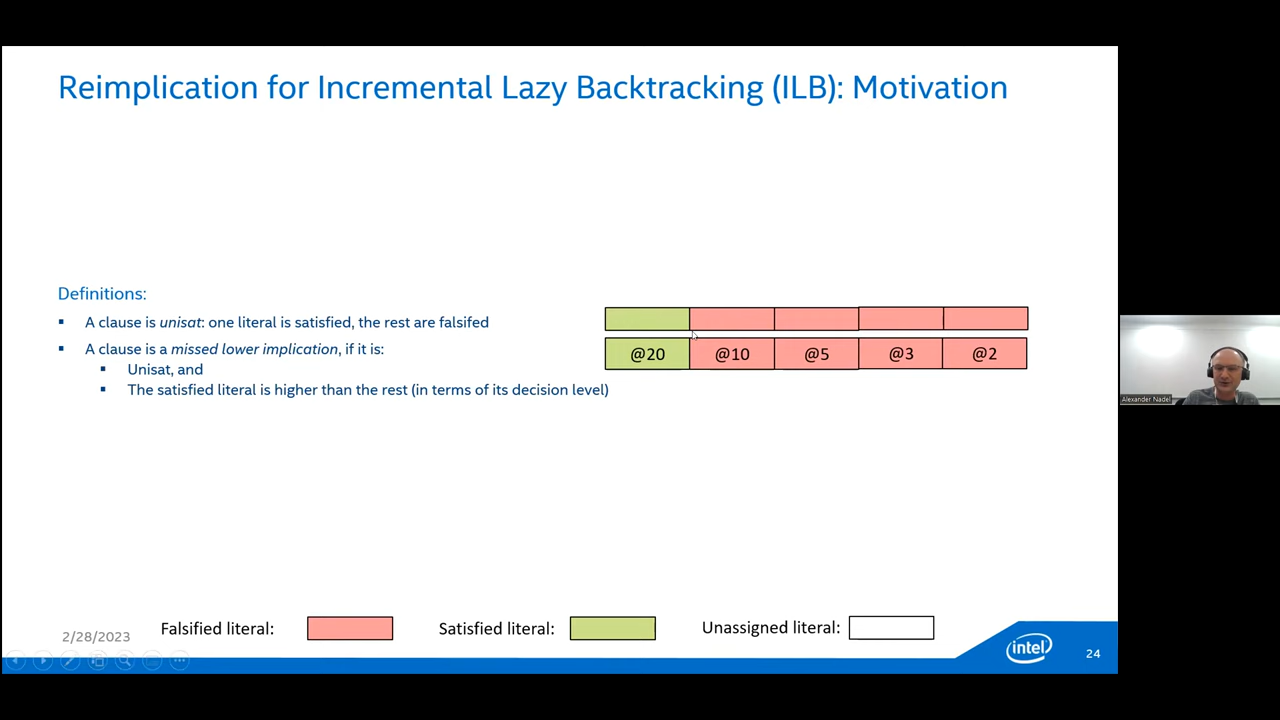 Reimplication for Incremental Lazy Backtracking (ILB): Motivation
Definitions:
A clause is unisat: one literal is satisfied, the rest are falsifed
A clause is a missed lower implication, if it is:
@20 @10 @5 @3 @2
Unisat, and
The satisfied literal is higher than the rest (in terms of its decision level)
Alexander Nadel
Falsified literal: Satisfied literal: Unassigned literal:
2/28/2023
intel
24